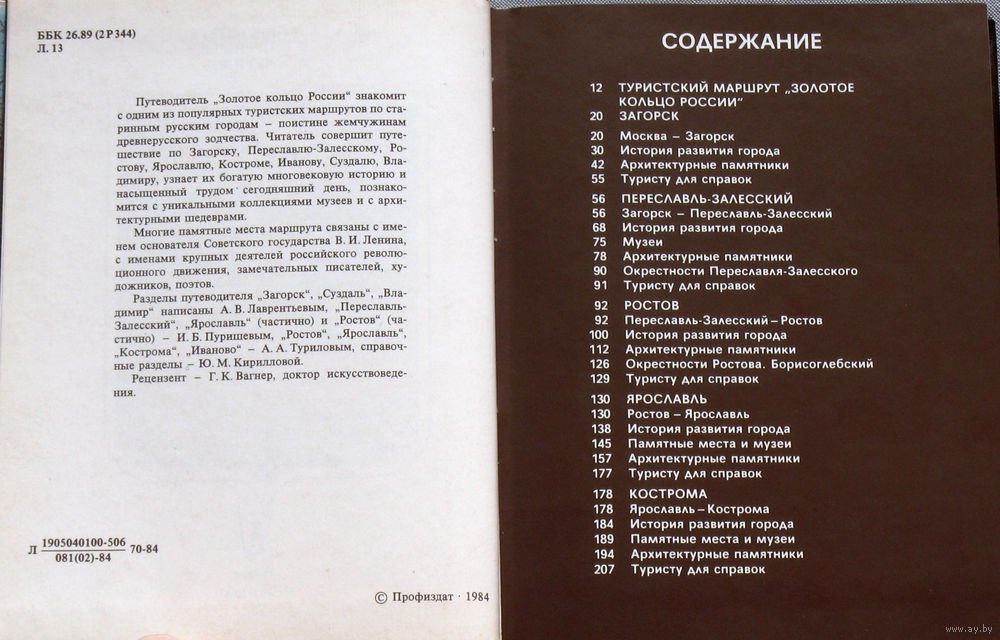 ББК 26.89 (2Р344)
Л. 13
Путеводитель „Золотое кольцо России“ знакомит
с одним из популярных туристских маршрутов по ста-
ринным русским городам – поистине жемчужинам
древнерусского зодчества. Читатель совершит путе-
шествие по Загорску, Переславлю-Залесскому, Ро-
стову, Ярославлю, Костроме, Иванову, Суздалю, Вла-
димиру, узнает их богатую многовековую историю и
насыщенный трудом сегодняшний день, познако-
мится с уникальными коллекциями музеев и с архи-
тектурными шедеврами.
Многие памятные места маршрута связаны с име-
нем основателя Советского государства В. И. Ленина,
с именами крупных деятелей российского револю-
ционного движения, замечательных писателей, ху-
дожников, поэтов.
Разделы путеводителя „Загорск“, „Суздаль“, „Вла-
димир“ написаны А. В. Лаврентьевым, „Переславль-
Залесский“, „Ярославль“ (частично) и „Ростов“ (ча-
стично) – И. Б. Пуришевым, „Ростов“, „Ярославль“,
„Кострома“, „Иваново“ – А. А. Туриловым, справоч-
ные разделы – Ю. М. Кирилловой.
Рецензент – Г. К. Вагнер, доктор искусствоведе-
ния.
Л 1905040100-506 70-84
081(02)-84
© Профиздат · 1984
СОДЕРЖАНИЕ
12 ТУРИСТСКИЙ МАРШРУТ „ЗОЛОТОЕ
КОЛЬЦО РОССИИ“
20 ЗАГОРСК
20 Москва – Загорск
30 История развития города
42 Архитектурные памятники
55 Туристу для справок
56 ПЕРЕСЛАВЛЬ-ЗАЛЕССКИЙ
56 Загорск – Переславль-Залесский
68 История развития города
75 Музеи
78 Архитектурные памятники
90 Окрестности Переславля-Залесского
91 Туристу для справок
92 РОСТОВ
92 Переславль-Залесский – Ростов
100 История развития города
112 Архитектурные памятники
126 Окрестности Ростова. Борисоглебский
129 Туристу для справок
130 ЯРОСЛАВЛЬ
130 Ростов – Ярославль
138 История развития города
145 Памятные места и музеи
157 Архитектурные памятники
177 Туристу для справок
178 КОСТРОМА
178 Ярославль – Кострома
184 История развития города
189 Памятные места и музеи
194 Архитектурные памятники
207 Туристу для справок
www.ay.by